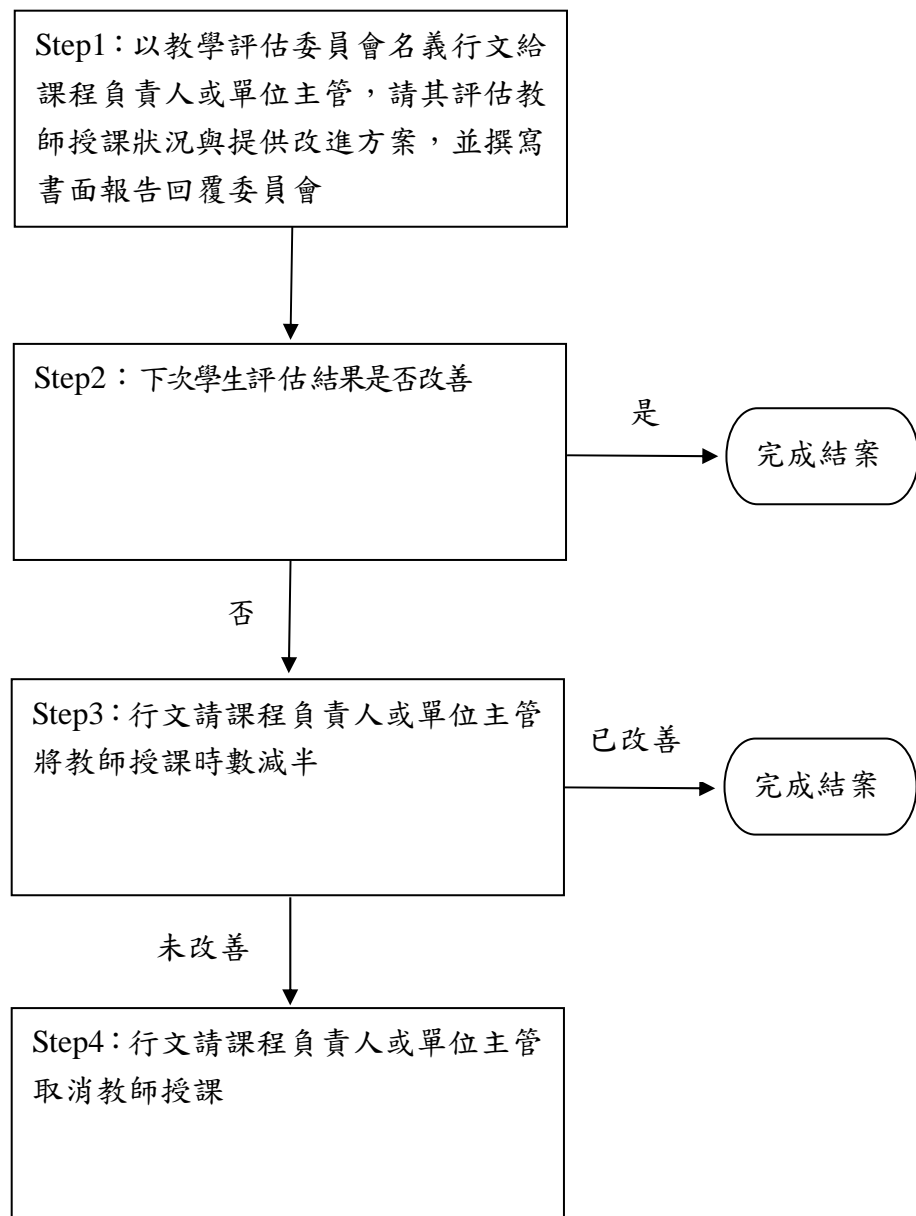 Step1：以教學評估委員會名義行文給
課程負責人或單位主管，請其評估教
師授課狀況與提供改進方案，並撰寫
書面報告回覆委員會
Step2：下次學生評估結果是否改善
是
完成結案
否
Step3：行文請課程負責人或單位主管
將教師授課時數減半
已改善
完成結案
未改善
Step4：行文請課程負責人或單位主管
取消教師授課